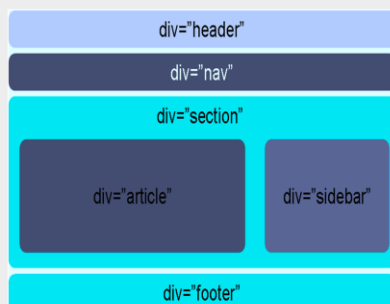 div="header"
div="nav"
div="section"
div="article"
div="sidebar"
div="footer"